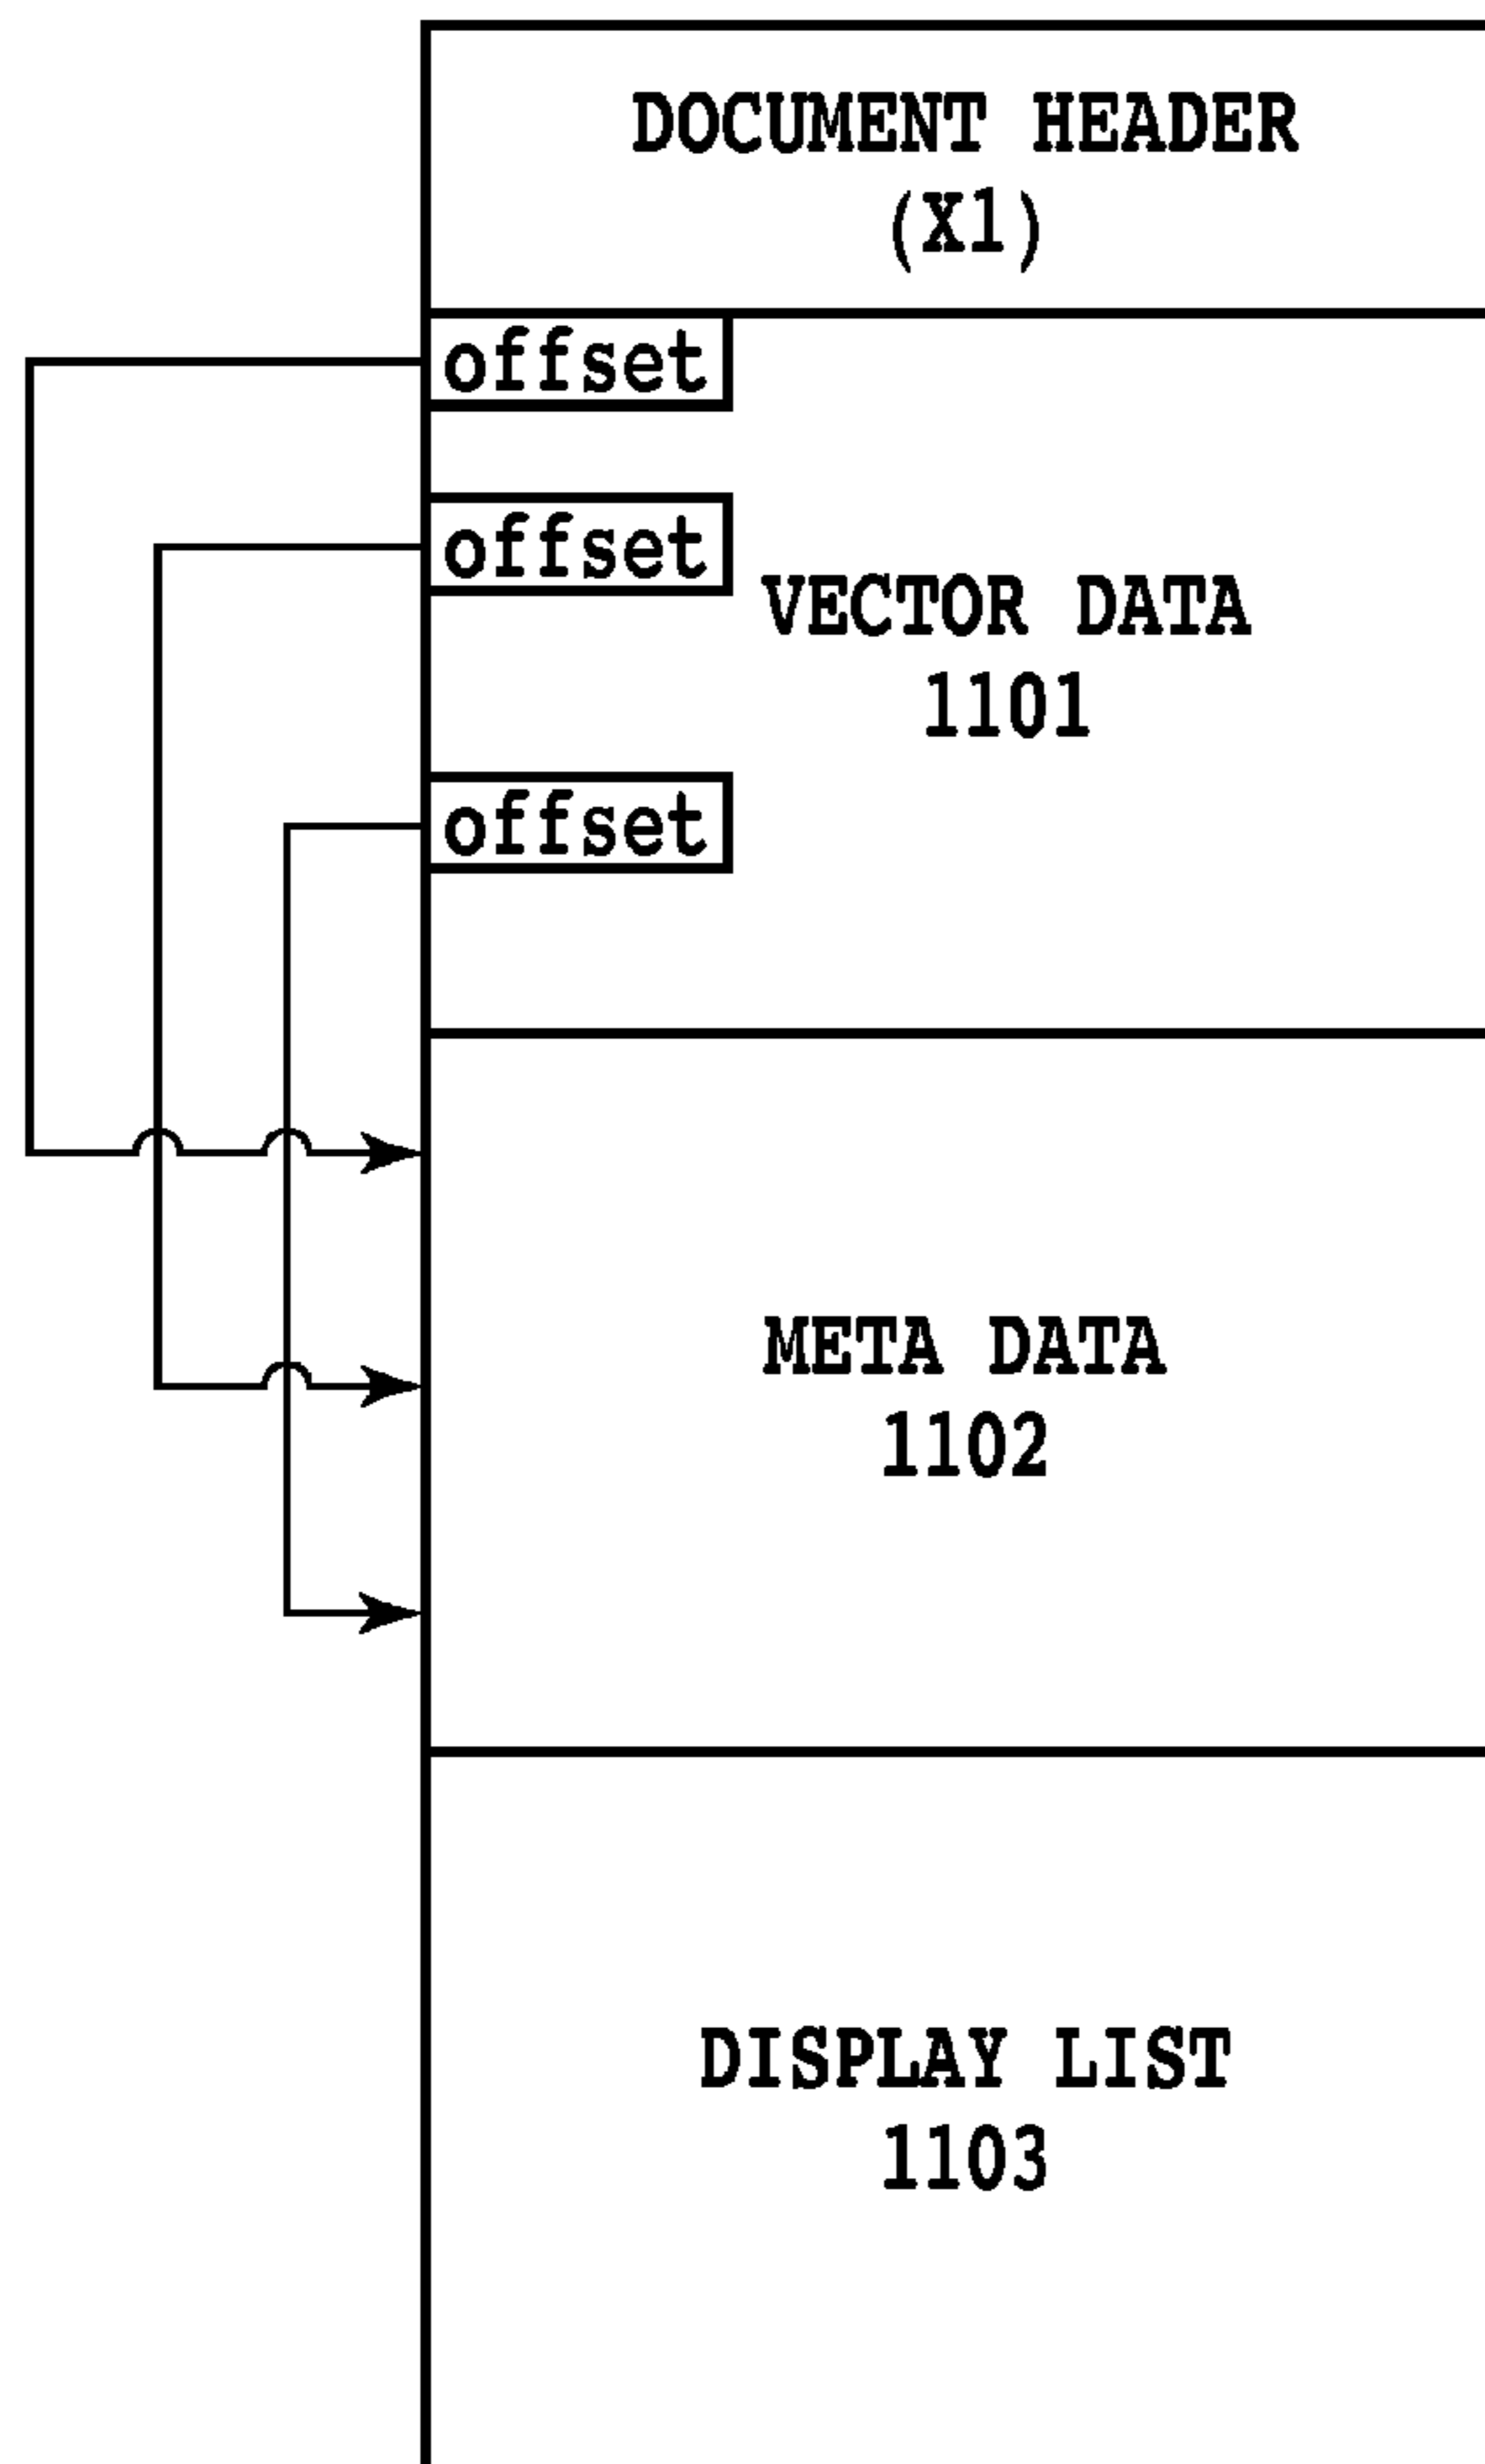 DOCUMENT HEADER
(X1)
offset
offset
VECTOR DATA
1101
offset
META DATA
1102
DISPLAY LIST
1103